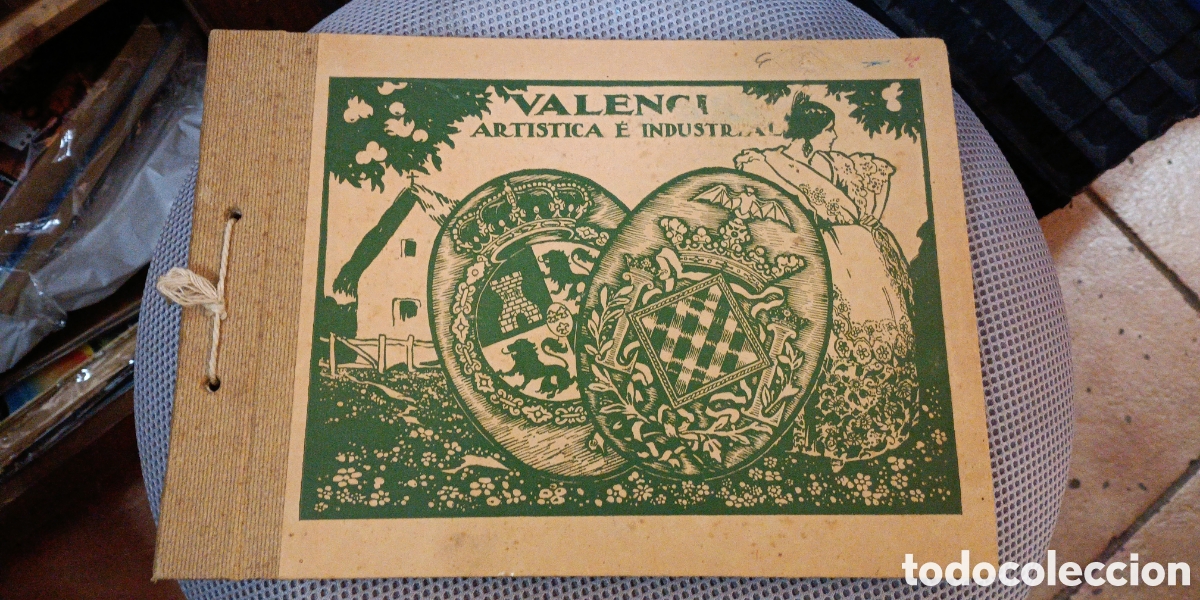 VALENCI
ARTISTICA É INDUSTRIAL
L L
todocoleccion